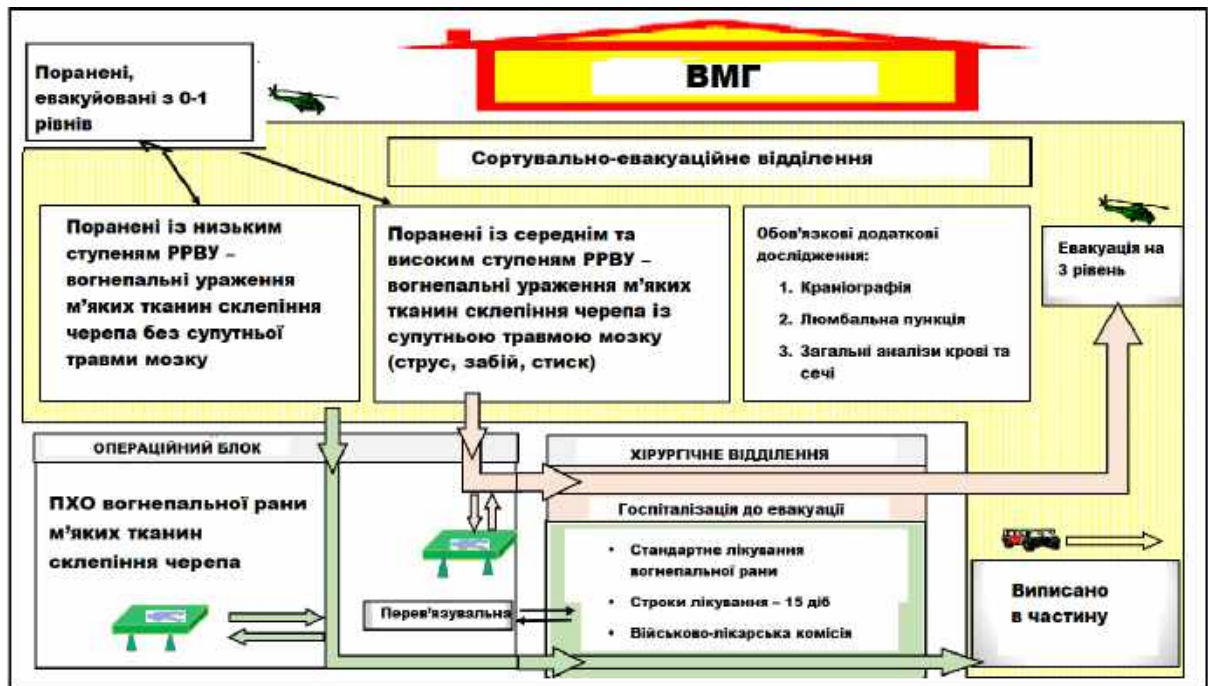 ВМГ
Поранені,
евакуйовані з 0-1
рівнів
Сортувально-евакуаційне відділення
Поранені із низьким
ступеням РРВУ –
вогнепальні ураження
м’яких тканин склепіння
черепа без супутньої
травми мозку
Поранені із середнім та
високим ступеням РРВУ –
вогнепальні ураження м’яких
тканин склепіння черепа із
супутньою травмою мозку
(струс, забій, стиск)
Обов’язкові додаткові
дослідження:
1. Краніографія
2. Люмбальна пункція
3. Загальні аналізи крові та
сечі
Евакуація на
3 рівень
ОПЕРАЦІЙНИЙ БЛОК
ПХО вогнепальної рани
м’яких тканин
склепіння черепа
Перев’язувальна
ХІРУРГІЧНЕ ВІДДІЛЕННЯ
Госпіталізація до евакуації
• Стандартне лікування
вогнепальної рани
• Строки лікування – 15 діб
• Військово-лікарська комісія
Виписано
в частину